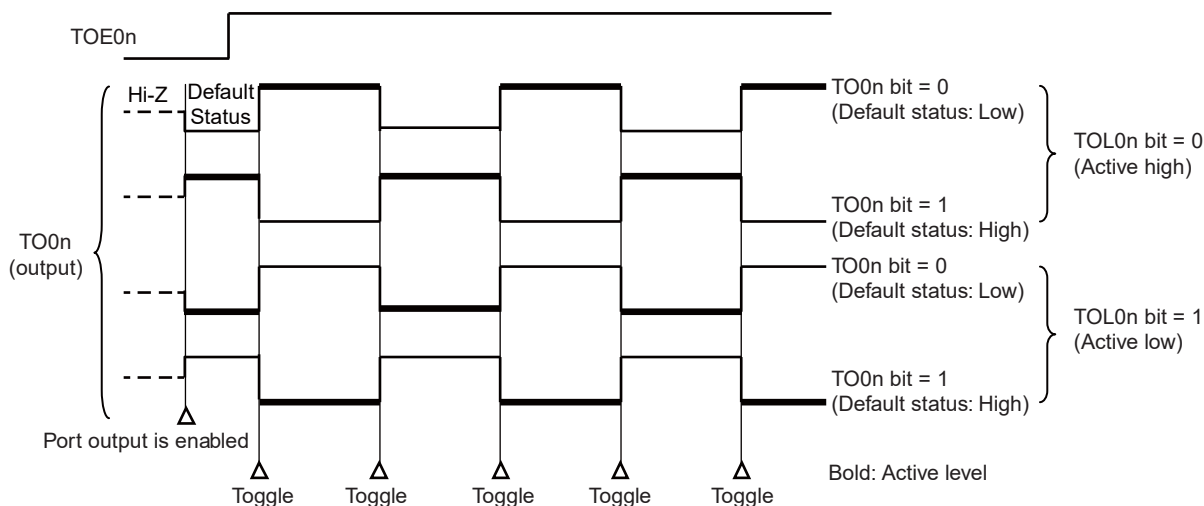 TOE0n
Hi-Z
Default
Status
TO0n bit = 0
(Default status: Low)
TOL0n bit = 0
(Active high)
TO0n bit = 1
(Default status: High)
TO0n
(output)
TO0n bit = 0
(Default status: Low)
TOL0n bit = 1
(Active low)
TO0n bit = 1
(Default status: High)
Port output is enabled
Bold: Active level
Toggle Toggle Toggle Toggle Toggle